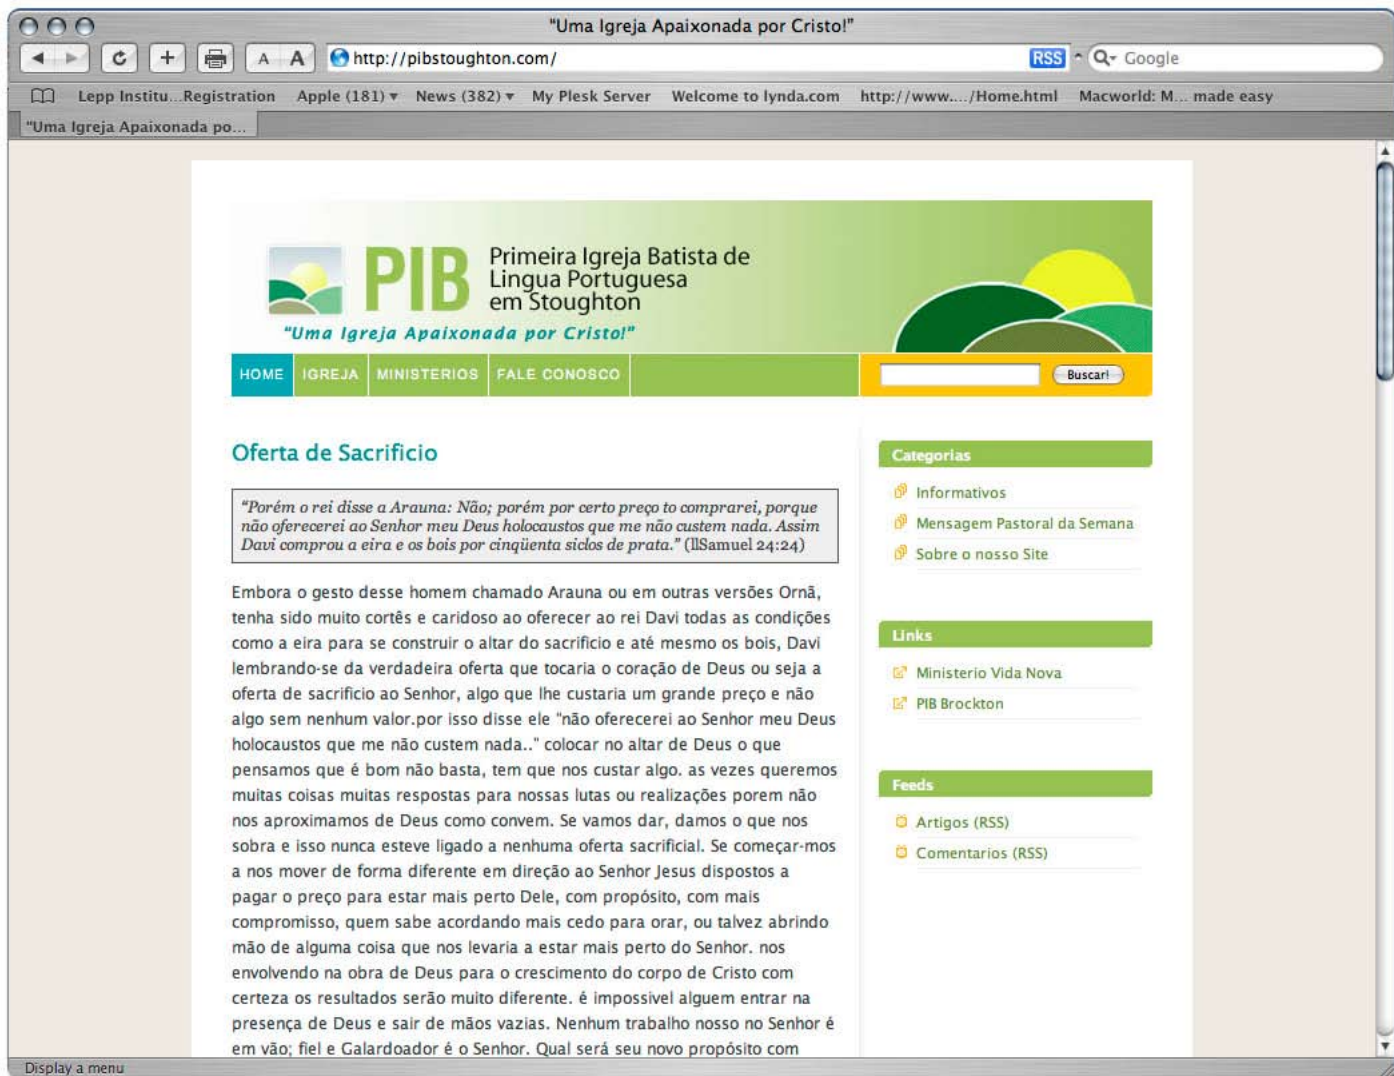 "Uma Igreja Apaixonada por Cristo!"
A A http://pibstoughton.com/ RSS Google
Lepp Institu...Registration Apple (181) News (382) My Plesk Server Welcome to lynda.com http://www..../Home.html Macworld: M... made easy
"Uma Igreja Apaixonada po...
PIB
Primeira Igreja Batista de
Lingua Portuguesa
em Stoughton
"Uma Igreja Apaixonada por Cristo!"
HOME IGREJA MINISTERIOS FALE CONOSCO Buscar!
Oferta de Sacrificio
"Porém o rei disse a Arauna: Não; porém por certo preço to comprarei, porque
não oferecerei ao Senhor meu Deus holocaustos que me não custem nada. Assim
Davi comprou a eira e os bois por cinqüenta siclos de prata." (llSamuel 24:24)
Embora o gesto desse homem chamado Arauna ou em outras versões Ornã,
tenha sido muito cortês e caridoso ao oferecer ao rei Davi todas as condições
como a eira para se construir o altar do sacrificio e até mesmo os bois, Davi
lembrando-se da verdadeira oferta que tocaria o coração de Deus ou seja a
oferta de sacrificio ao Senhor, algo que lhe custaria um grande preço e não
algo sem nenhum valor.por isso disse ele "não oferecerei ao Senhor meu Deus
holocaustos que me não custem nada.." colocar no altar de Deus o que
pensamos que é bom não basta, tem que nos custar algo. as vezes queremos
muitas coisas muitas respostas para nossas lutas ou realizações porem não
nos aproximamos de Deus como convem. Se vamos dar, damos o que nos
sobra e isso nunca esteve ligado a nenhuma oferta sacrificial. Se começar-mos
a nos mover de forma diferente em direção ao Senhor Jesus dispostos a
pagar o preço para estar mais perto Dele, com propósito, com mais
compromisso, quem sabe acordando mais cedo para orar, ou talvez abrindo
mão de alguma coisa que nos levaria a estar mais perto do Senhor. nos
envolvendo na obra de Deus para o crescimento do corpo de Cristo com
certeza os resultados serão muito diferente. é impossivel alguem entrar na
presença de Deus e sair de mãos vazias. Nenhum trabalho nosso no Senhor é
em vão; fiel e Galardoador é o Senhor. Qual será seu novo propósito com
Categorias
Informativos
Mensagem Pastoral da Semana
Sobre o nosso Site
Links
Ministerio Vida Nova
PIB Brockton
Feeds
Artigos (RSS)
Comentarios (RSS)
Display a menu